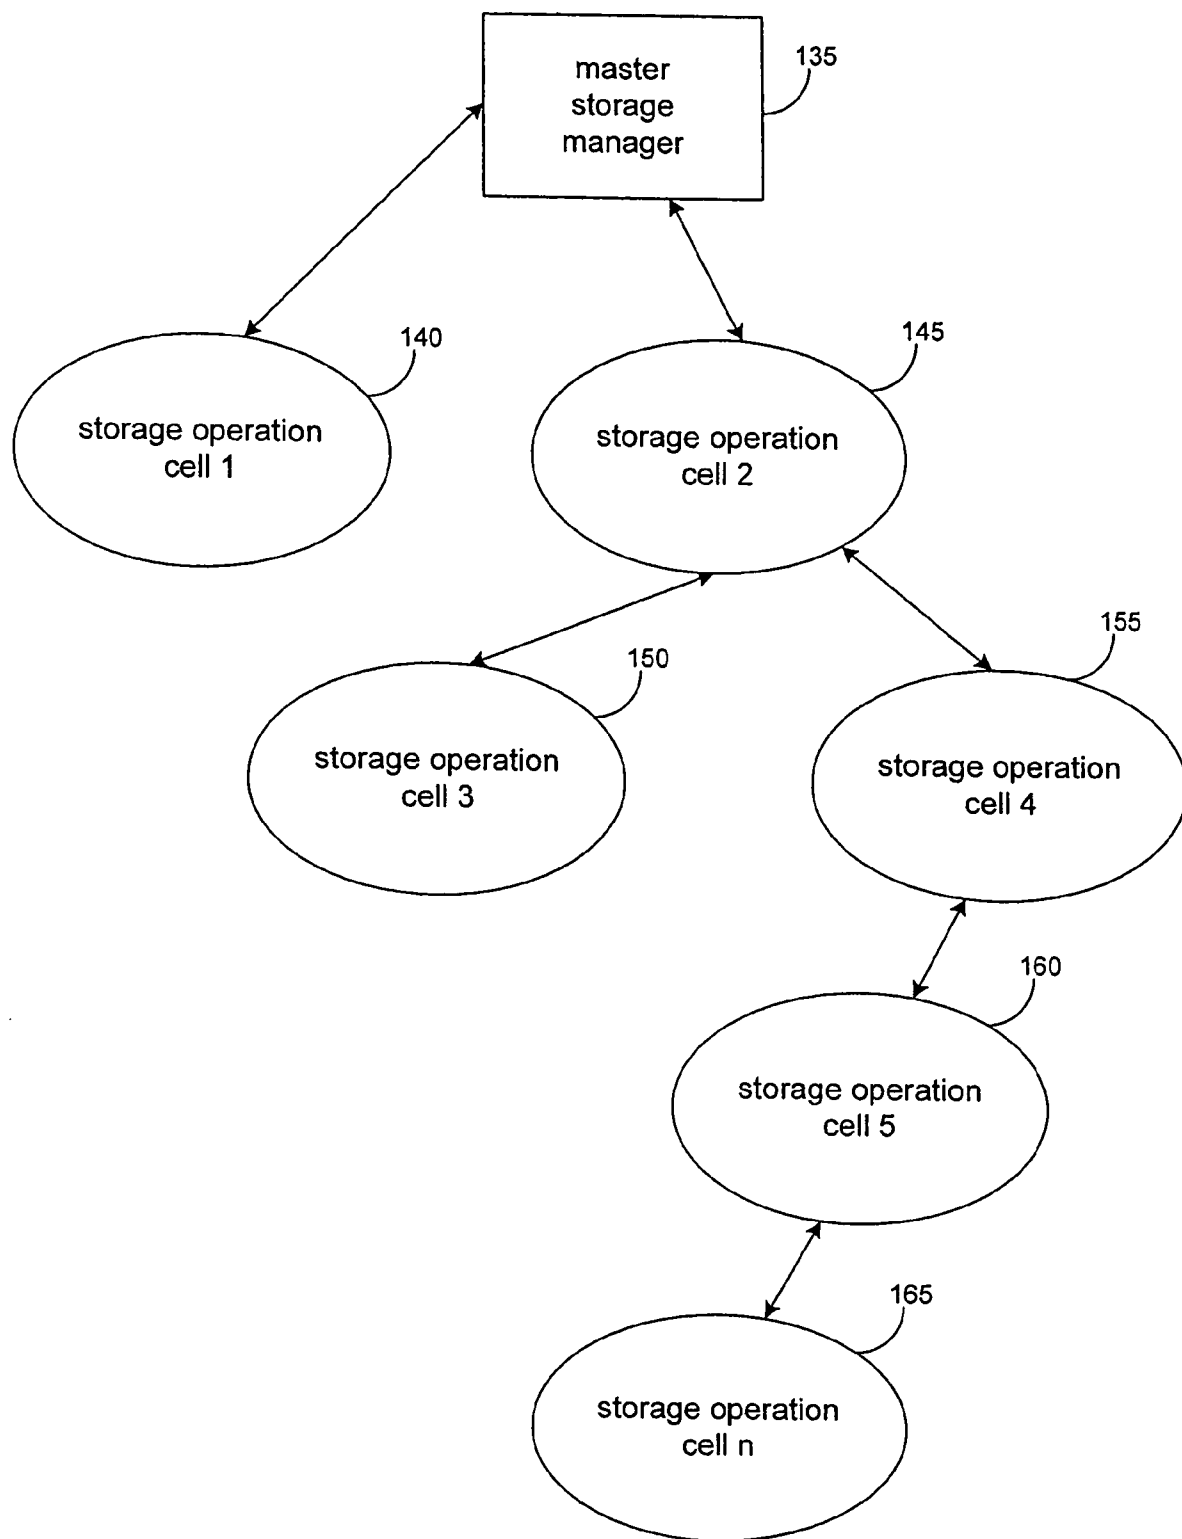 master
storage
manager
135
140
storage operation
cell 1
145
storage operation
cell 2
150
storage operation
cell 3
155
storage operation
cell 4
160
storage operation
cell 5
165
storage operation
cell n